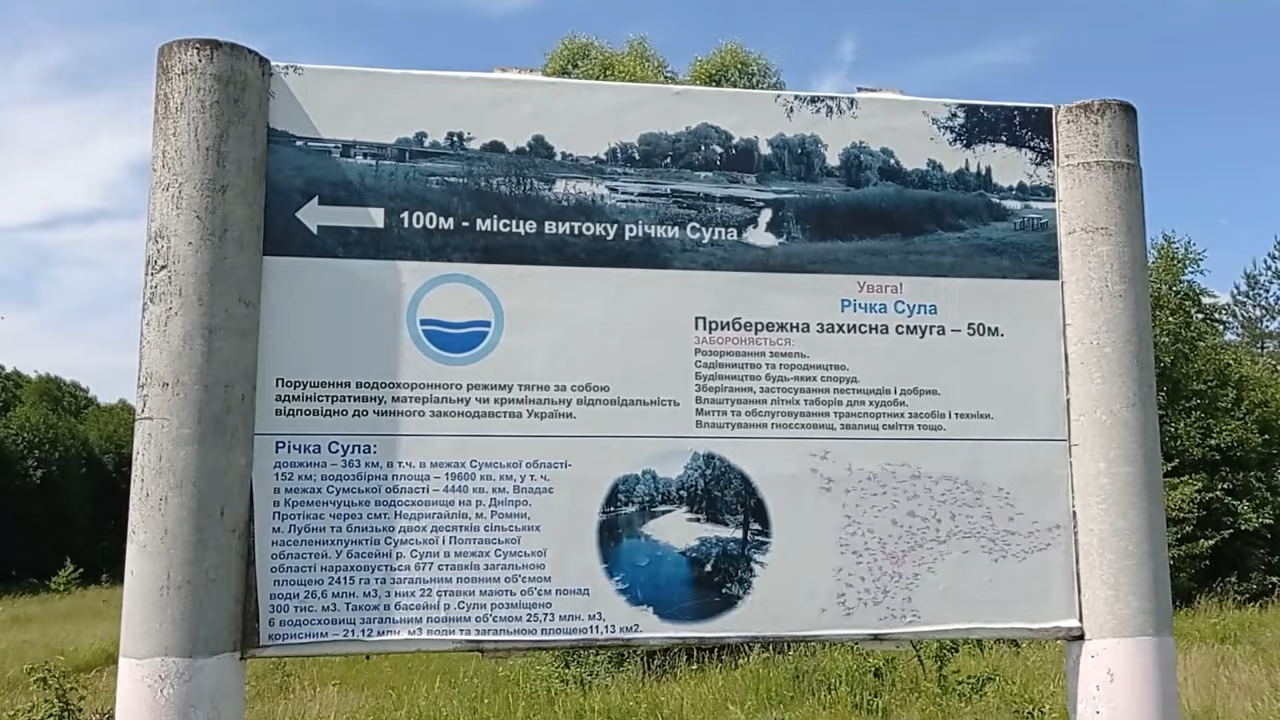 100м - місце витоку річки Сула
Порушення водоохоронного режиму тягне за собою
адміністративну, матеріальну чи кримінальну відповідальність
відповідно до чинного законодавства України.
Увага!
Річка Сула
Прибережна захисна смуга – 50м.
ЗАБОРОНЯЄТЬСЯ:
Розорювання земель.
Садівництво та городництво.
Будівництво будь-яких споруд.
Зберігання, застосування пестицидів і добрив.
Влаштування літніх таборів для худоби.
Миття та обслуговування транспортних засобів і техніки.
Влаштування гноєсховищ, звалищ сміття тощо.
Річка Сула:
довжина – 363 км, в т.ч. в межах Сумської області-
152 км; водозбірна площа – 19600 кв. км, у т. ч.
в межах Сумської області – 4440 кв. км. Впадає
в Кременчуцьке водосховище на р. Дніпро.
Протікає через смт. Недригайлів, м. Ромни,
м. Лубни та близько двох десятків сільських
населенихпунктів Сумської і Полтавської
областей. У басейні р. Сули в межах Сумської
області нараховується 677 ставків загальною
площею 2415 га та загальним повним об'ємом
води 26,6 млн. м3, з них 22 ставки мають об'єм понад
300 тис. м3. Також в басейні р .Сули розміщено
6 водосховищ загальним повним об'ємом 25,73 млн. м3,
корисним – 21,12 млн. м3 води та загальною площею11,13 км2.